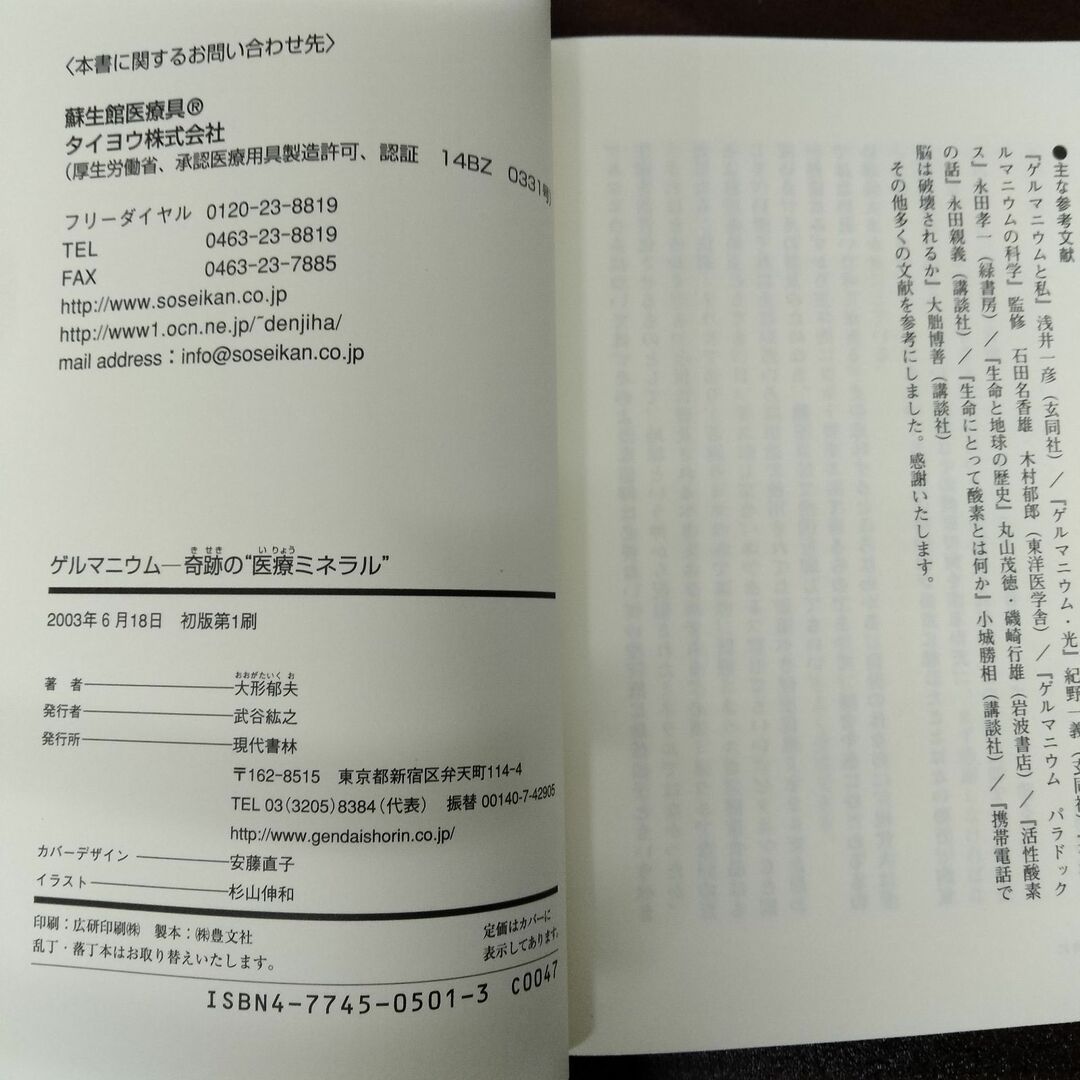 〈本書に関するお問い合わせ先〉
蘇生館医療具®
タイヨウ株式会社
(厚生労働省、承認医療用具製造許可、認証 14BZ 0331号)
フリーダイヤル 0120-23-8819
TEL 0463-23-8819
FAX 0463-23-7885
http://www.soseikan.co.jp
http://www1.ocn.ne.jp/~denjiha/
mail address：info@soseikan.co.jp
ゲルマニウム―奇跡の“医療ミネラル”
きせき
いりょう
2003年6月18日 初版第1刷
おおがたいくお
著 者 大形郁夫
発行者 武谷紘之
発行所 現代書林
〒162-8515 東京都新宿区弁天町114-4
TEL 03(3205)8384(代表) 振替 00140-7-42905
http://www.gendaishorin.co.jp/
カバーデザイン 安藤直子
イラスト 杉山伸和
印刷：広研印刷㈱ 製本：㈱豊文社
乱丁・落丁本はお取り替えいたします。
定価はカバーに
表示してあります。
ISBN4-7745-0501-3 C0047
●主な参考文献
『ゲルマニウムと私』浅井一彦（玄同社）／『ゲルマニウム・光』紀野一義（玄同社）
ルマニウムの科学』監修 石田名香雄 木村郁郎（東洋医学舎）／『ゲルマニウム パラドック
ス』永田孝一（緑書房）／『生命と地球の歴史』丸山茂徳・磯崎行雄（岩波書店）／『活性酸素
の話』永田親義（講談社）／『生命にとって酸素とは何か』小城勝相（講談社）／『携帯電話で
脳は破壊されるか』大朏博善（講談社）
その他多くの文献を参考にしました。感謝いたします。